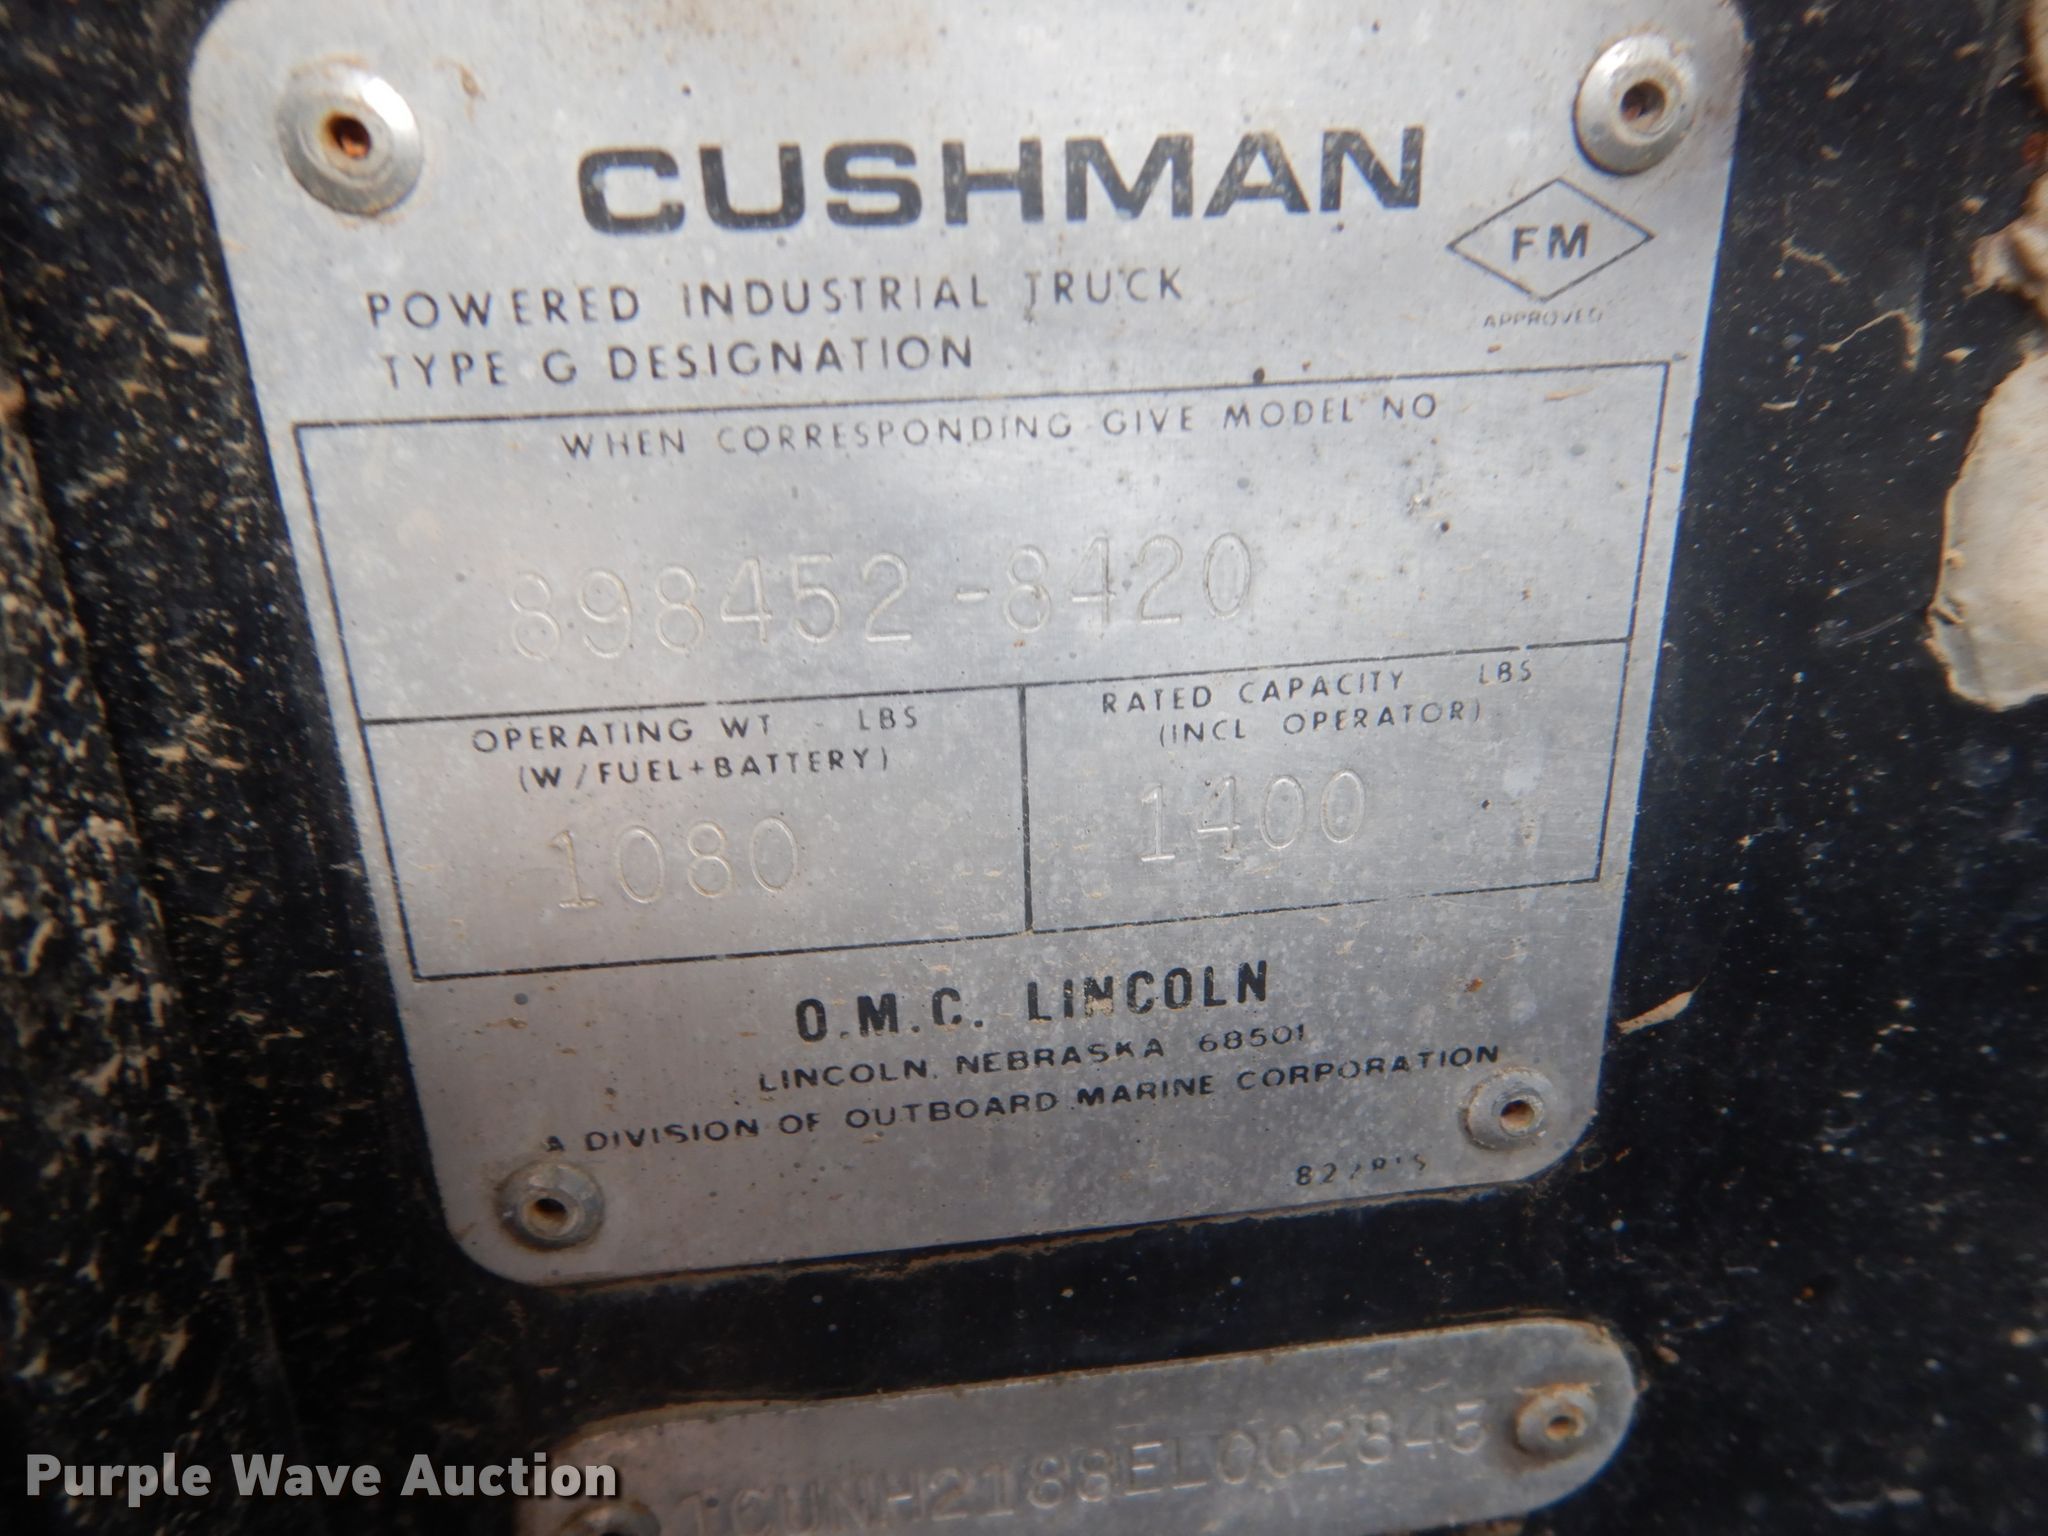 CUSHMAN
FM
APPROVED
POWERED INDUSTRIAL TRUCK
TYPE G DESIGNATION
WHEN CORRESPONDING GIVE MODEL NO
898452-8420
OPERATING WT - LBS
(W/FUEL+BATTERY)
1080
RATED CAPACITY LBS
(INCL OPERATOR)
1400
O.M.C. LINCOLN
LINCOLN, NEBRASKA 68501
A DIVISION OF OUTBOARD MARINE CORPORATION
Purple Wave Auction